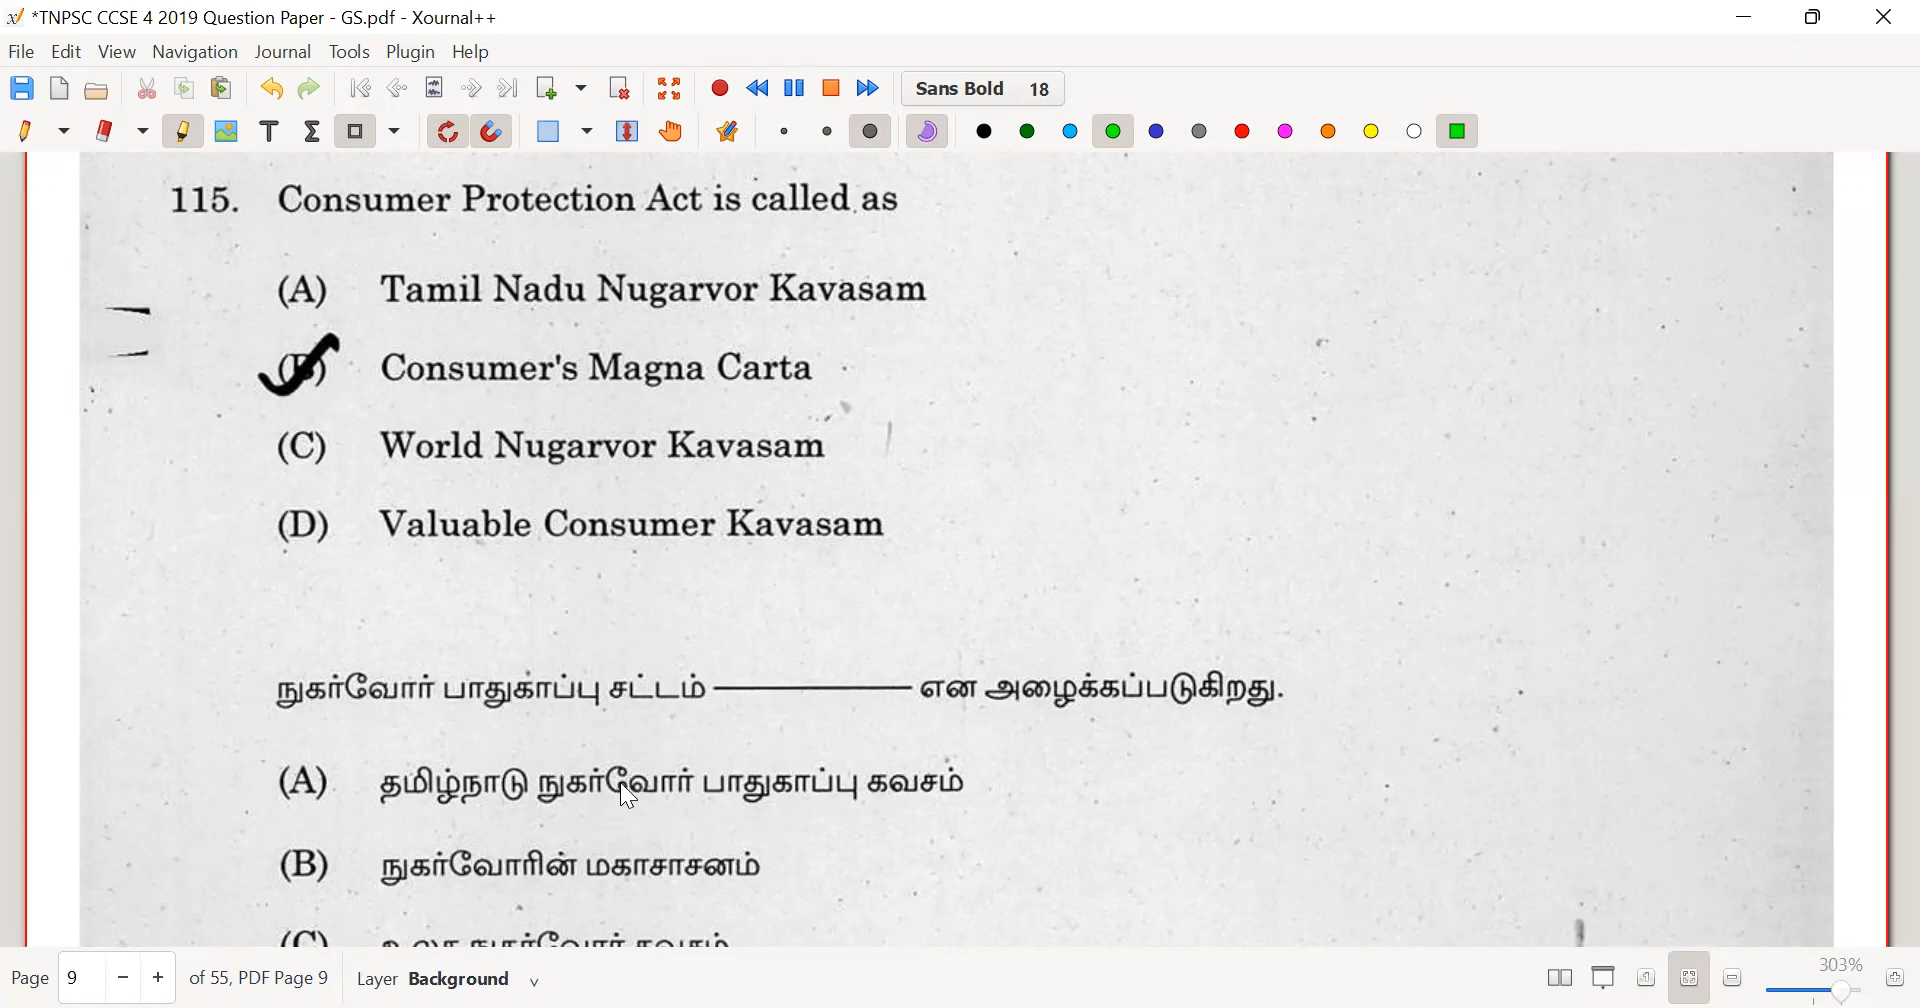 *TNPSC CCSE 4 2019 Question Paper - GS.pdf - Xournal++
File Edit View Navigation Journal Tools Plugin Help
Sans Bold 18
115. Consumer Protection Act is called as
(A) Tamil Nadu Nugarvor Kavasam
(B) Consumer's Magna Carta
(C) World Nugarvor Kavasam
(D) Valuable Consumer Kavasam
நுகர்வோர் பாதுகாப்பு சட்டம் ——— என அழைக்கப்படுகிறது.
(A) தமிழ்நாடு நுகர்வோர் பாதுகாப்பு கவசம்
(B) நுகர்வோரின் மகாசாசனம்
(C) உலக நுகர்வோர் கவசம்
Page 9 − + of 55, PDF Page 9 Layer Background 303%